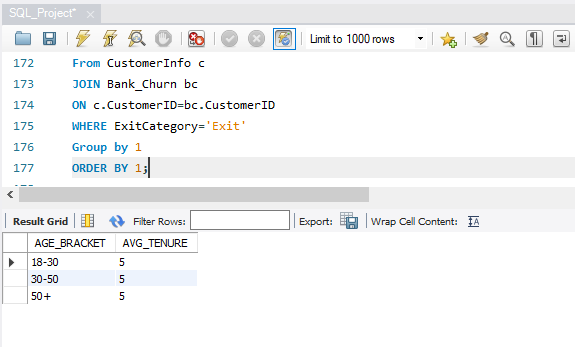 SQL_Project*
Limit to 1000 rows
172 From CustomerInfo c
173 JOIN Bank_Churn bc
174 ON c.CustomerID=bc.CustomerID
175 WHERE ExitCategory='Exit'
176 Group by 1
177 ORDER BY 1;
Result Grid Filter Rows: Export: Wrap Cell Content:
AGE_BRACKET AVG_TENURE
18-30 5
30-50 5
50+ 5